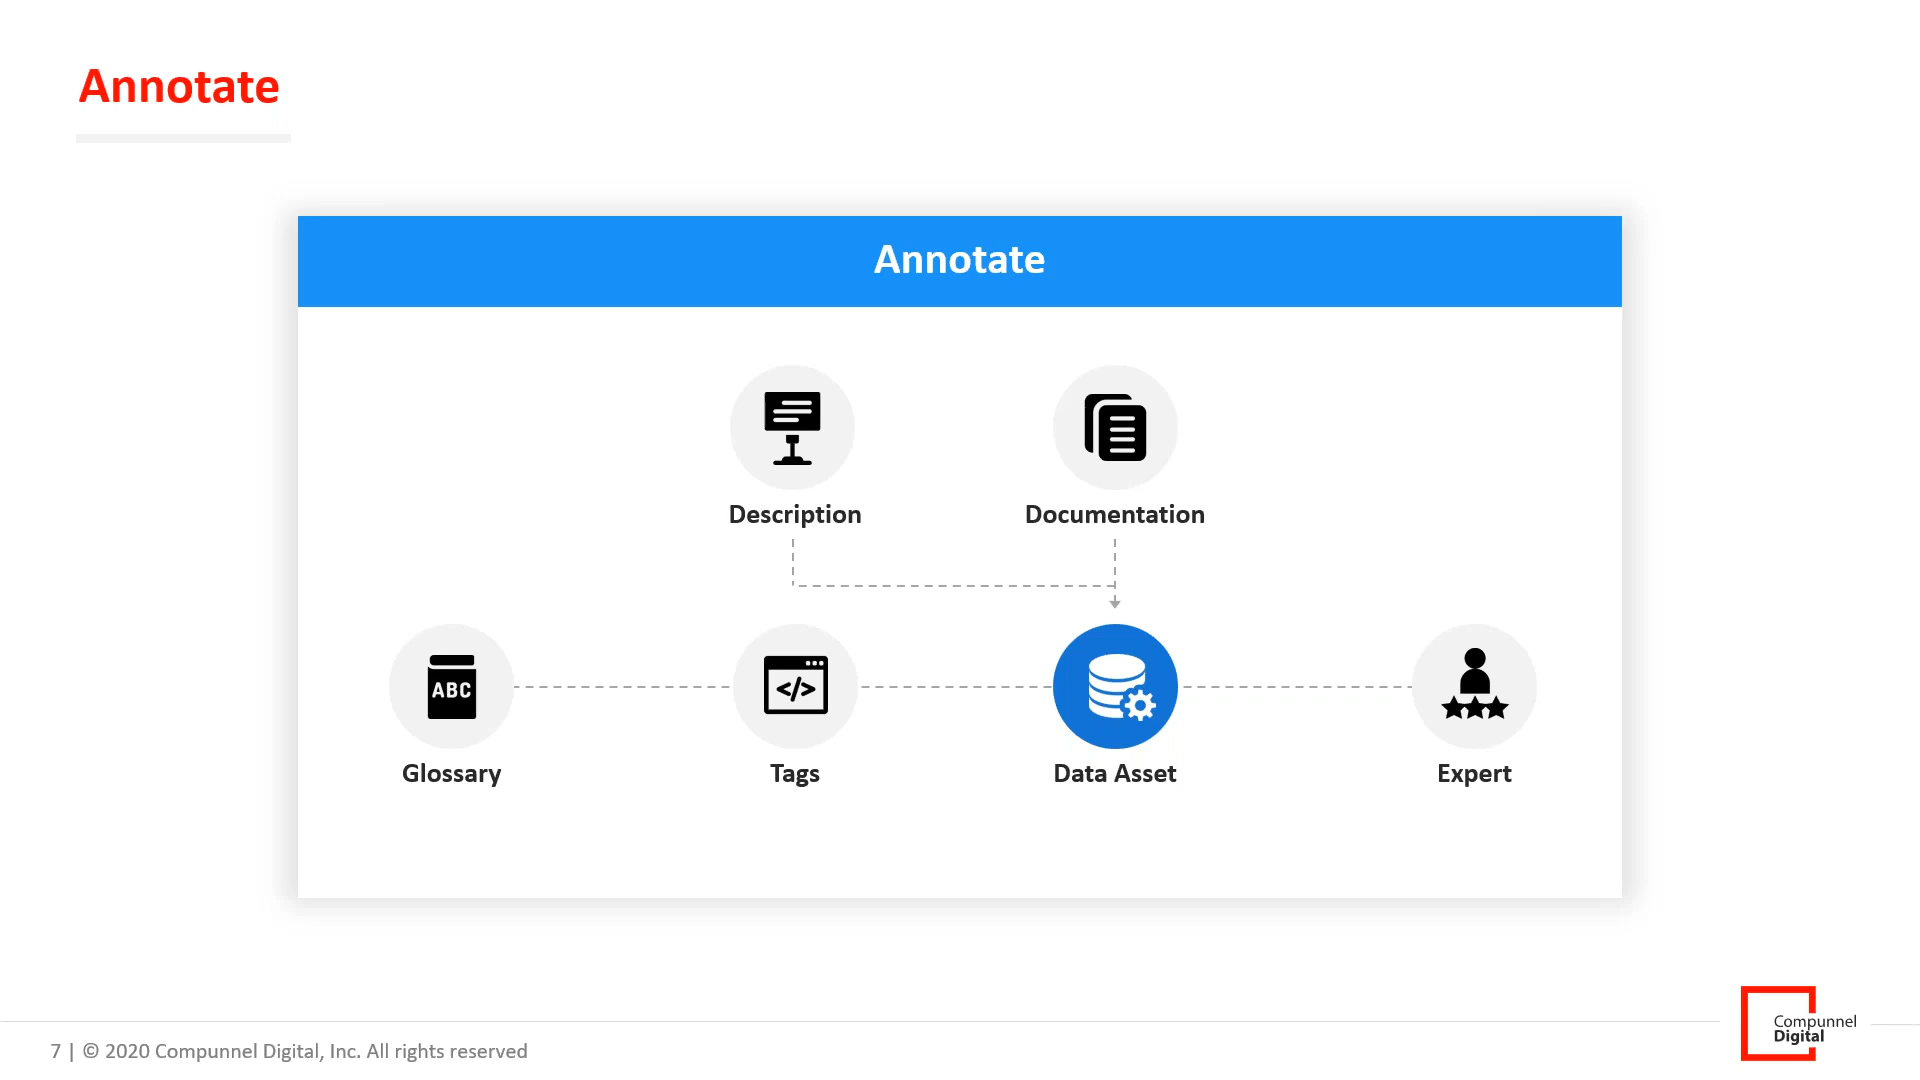 Annotate
Annotate
Description
Documentation
ABC
</>
Glossary
Tags
Data Asset
Expert
7 | © 2020 Compunnel Digital, Inc. All rights reserved
Compunnel
Digital